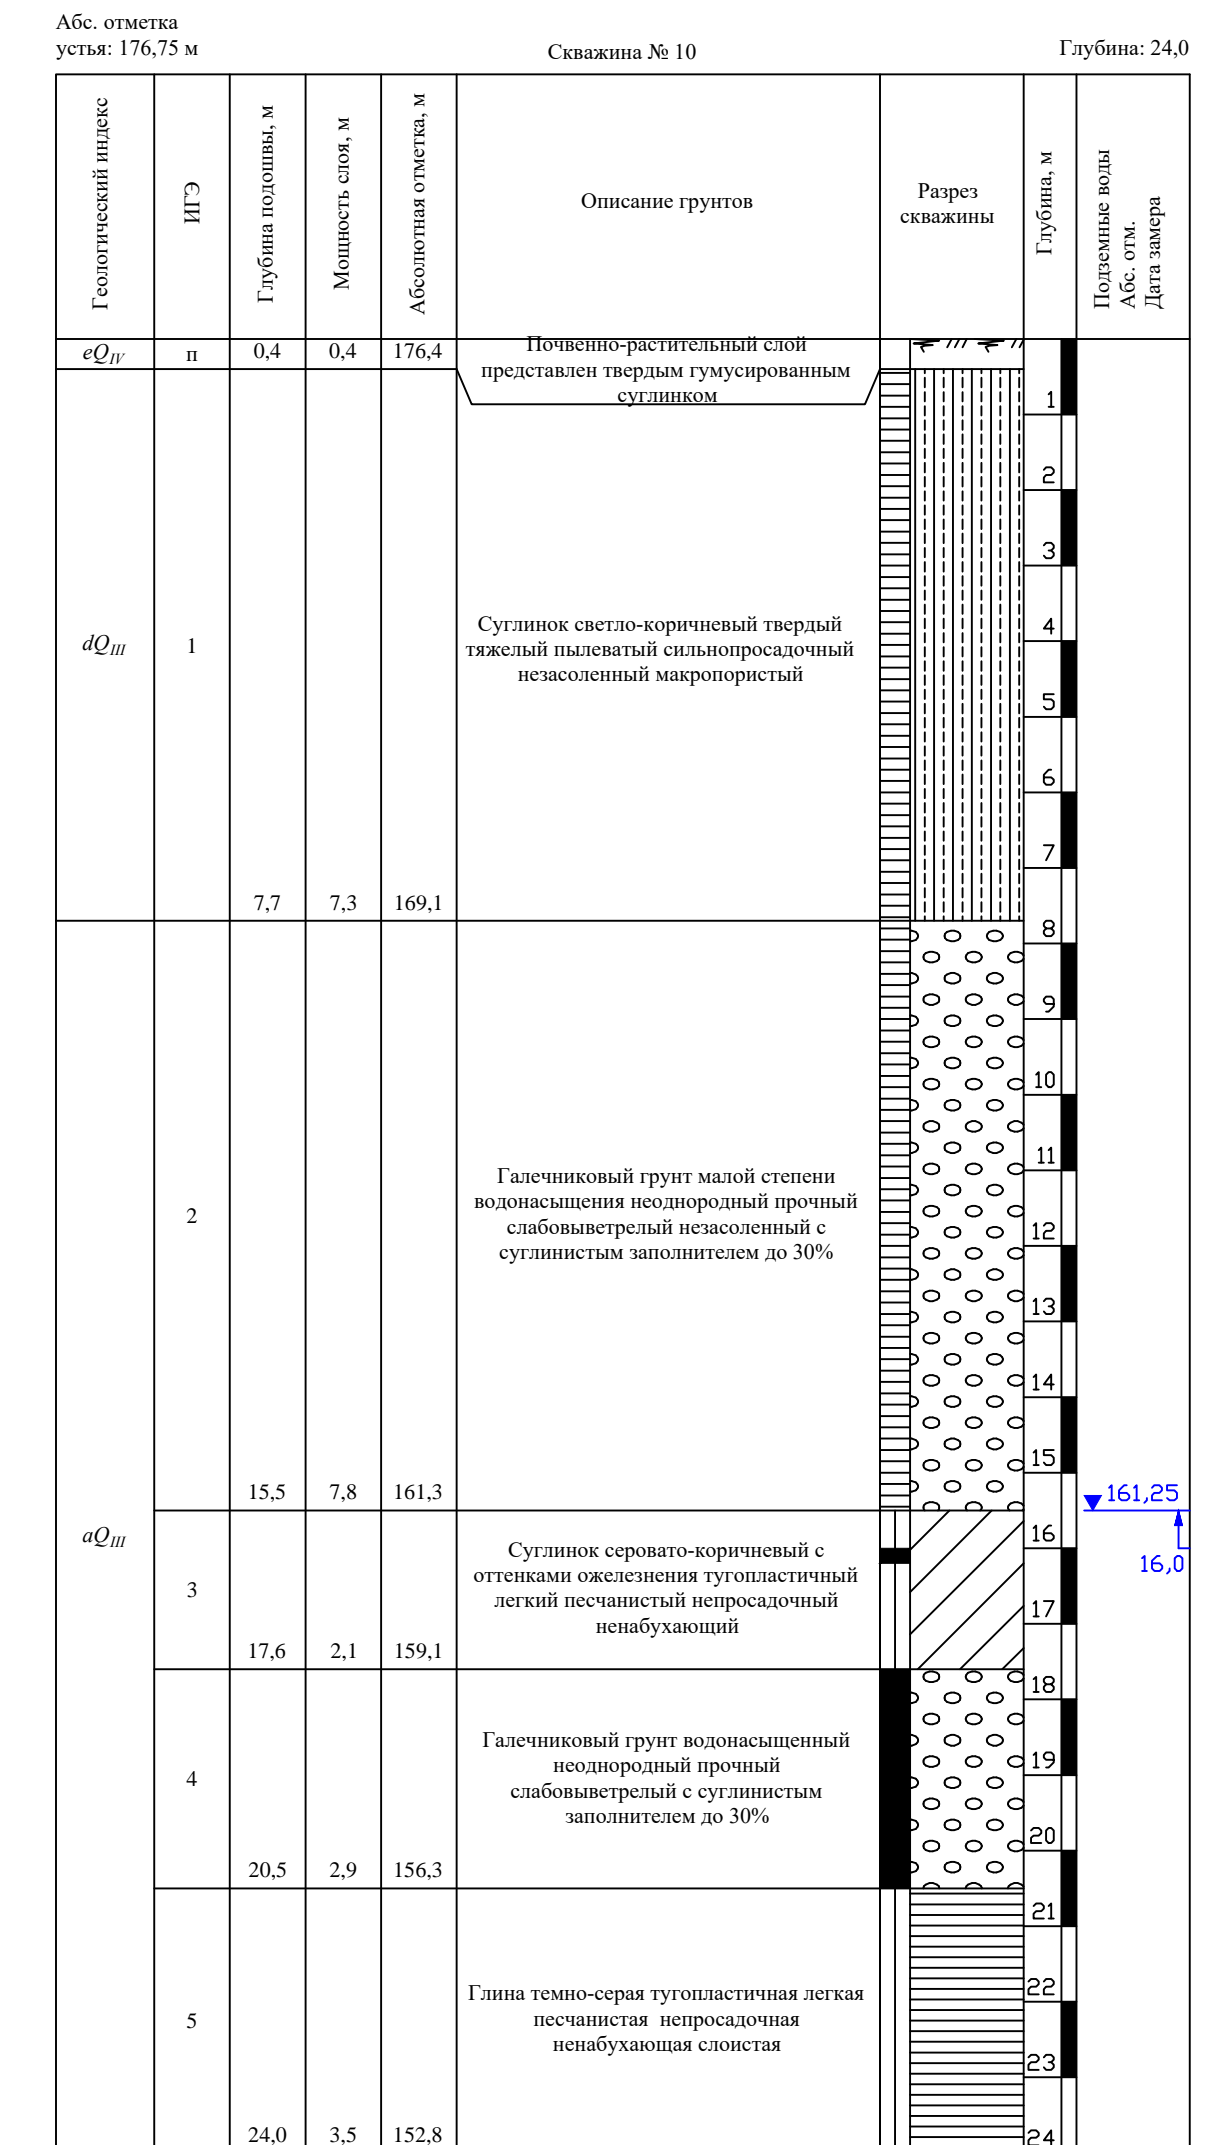 Абс. отметка
устья: 176,75 м
Скважина № 10
Глубина: 24,0
Геологический индекс
ИГЭ
Глубина подошвы, м
Мощность слоя, м
Абсолютная отметка, м
Описание грунтов
Разрез
скважины
Глубина, м
Подземные воды
Абс. отм.
Дата замера
eQIV
п
0,4
0,4
176,4
Почвенно-растительный слой
представлен твердым гумусированным
суглинком
1
2
3
4
5
6
7
dQIII
1
Суглинок светло-коричневый твердый
тяжелый пылеватый сильнопросадочный
незасоленный макропористый
7,7
7,3
169,1
8
9
10
11
12
13
14
15
2
Галечниковый грунт малой степени
водонасыщения неоднородный прочный
слабовыветрелый незасоленный с
суглинистым заполнителем до 30%
15,5
7,8
161,3
161,25
16,0
aQIII
3
Суглинок серовато-коричневый с
оттенками ожелезнения тугопластичный
легкий песчанистый непросадочный
ненабухающий
17,6
2,1
159,1
16
17
18
19
20
4
Галечниковый грунт водонасыщенный
неоднородный прочный
слабовыветрелый с суглинистым
заполнителем до 30%
20,5
2,9
156,3
21
22
23
24
5
Глина темно-серая тугопластичная легкая
песчанистая  непросадочная
ненабухающая слоистая
24,0
3,5
152,8